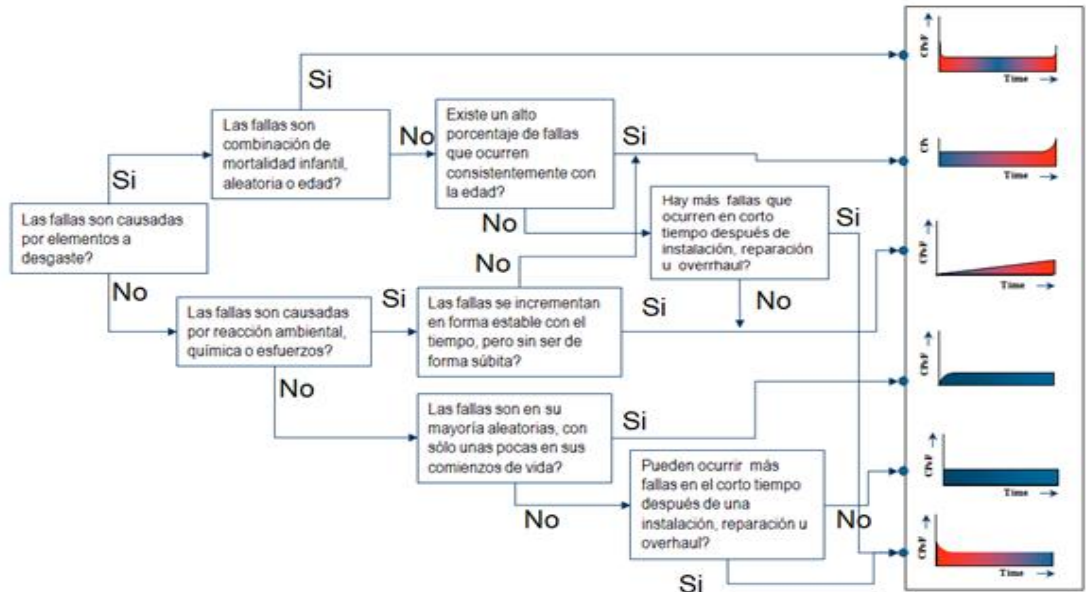 Si
Las fallas son
combinación de
mortalidad infantil,
aleatoria o edad?
No
Existe un alto
porcentaje de fallas
que ocurren
consistentemente con
la edad?
Si
Si
Las fallas son causadas
por elementos a
desgaste?
No
No
Hay más fallas que
ocurren en corto
tiempo después de
instalación, reparación
u overrhaul?
Si
No
Las fallas son causadas
por reacción ambiental,
química o esfuerzos?
Si
No
Las fallas se incrementan
en forma estable con el
tiempo, pero sin ser de
forma súbita?
Si
No
Las fallas son en su
mayoría aleatorias, con
sólo unas pocas en sus
comienzos de vida?
Si
No
Pueden ocurrir más
fallas en el corto tiempo
después de una
instalación, reparación u
overhaul?
No
Si
Time
Time
Time
Time
Time
Time